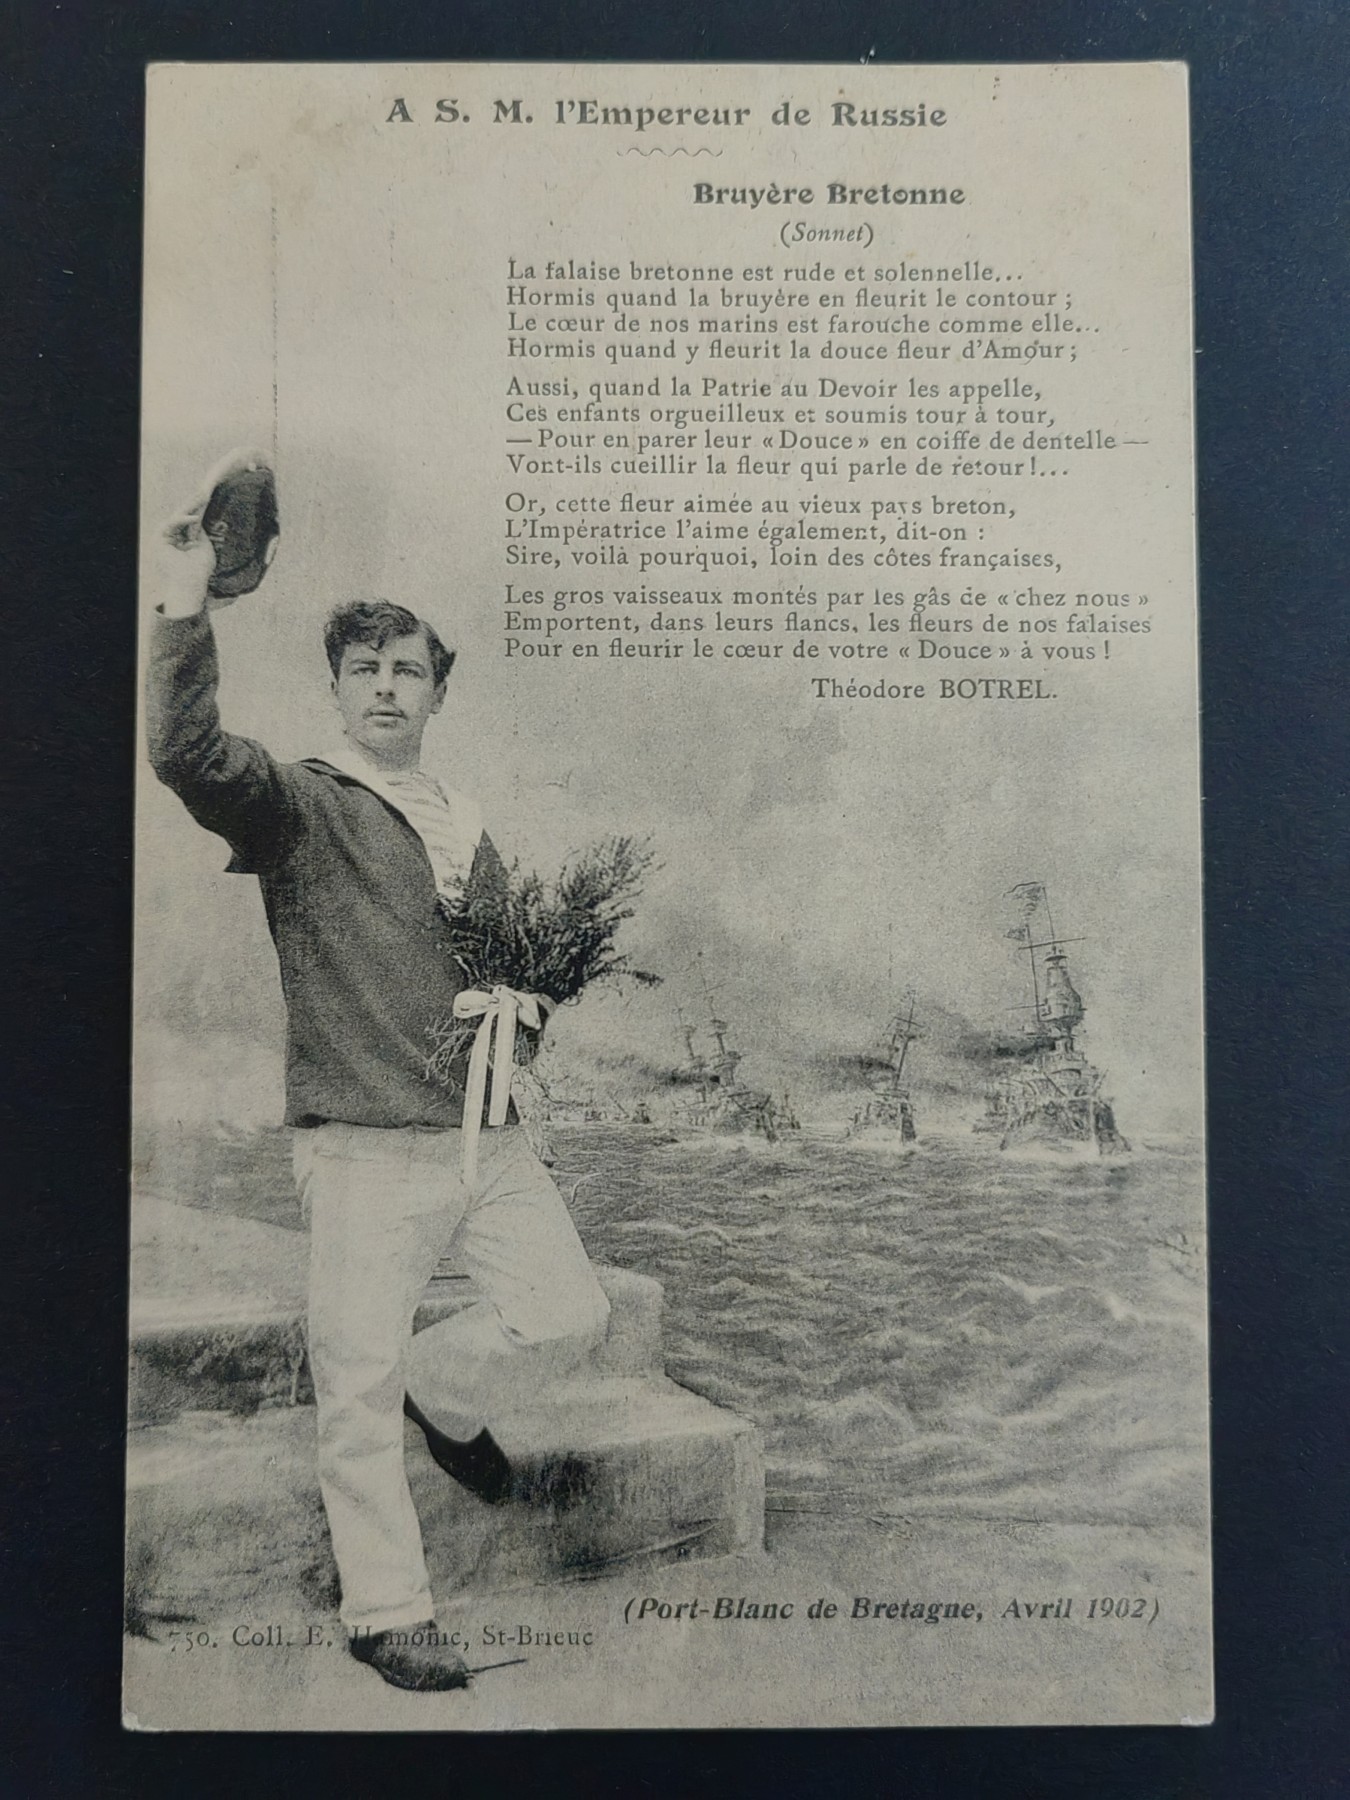 A S. M. l'Empereur de Russie
Bruyère Bretonne
(Sonnet)
La falaise bretonne est rude et solennelle...
Hormis quand la bruyère en fleurit le contour ;
Le cœur de nos marins est farouche comme elle...
Hormis quand y fleurit la douce fleur d'Amour ;
Aussi, quand la Patrie au Devoir les appelle,
Ces enfants orgueilleux et soumis tour à tour,
— Pour en parer leur « Douce » en coiffe de dentelle —
Vont-ils cueillir la fleur qui parle de retour !...
Or, cette fleur aimée au vieux pays breton,
L'Impératrice l'aime également, dit-on :
Sire, voilà pourquoi, loin des côtes françaises,
Les gros vaisseaux montés par les gâs de « chez nous »
Emportent, dans leurs flancs, les fleurs de nos falaises
Pour en fleurir le cœur de votre « Douce » à vous !
Théodore BOTREL.
(Port-Blanc de Bretagne, Avril 1902)
750. Coll. E. Hamonic, St-Brieuc